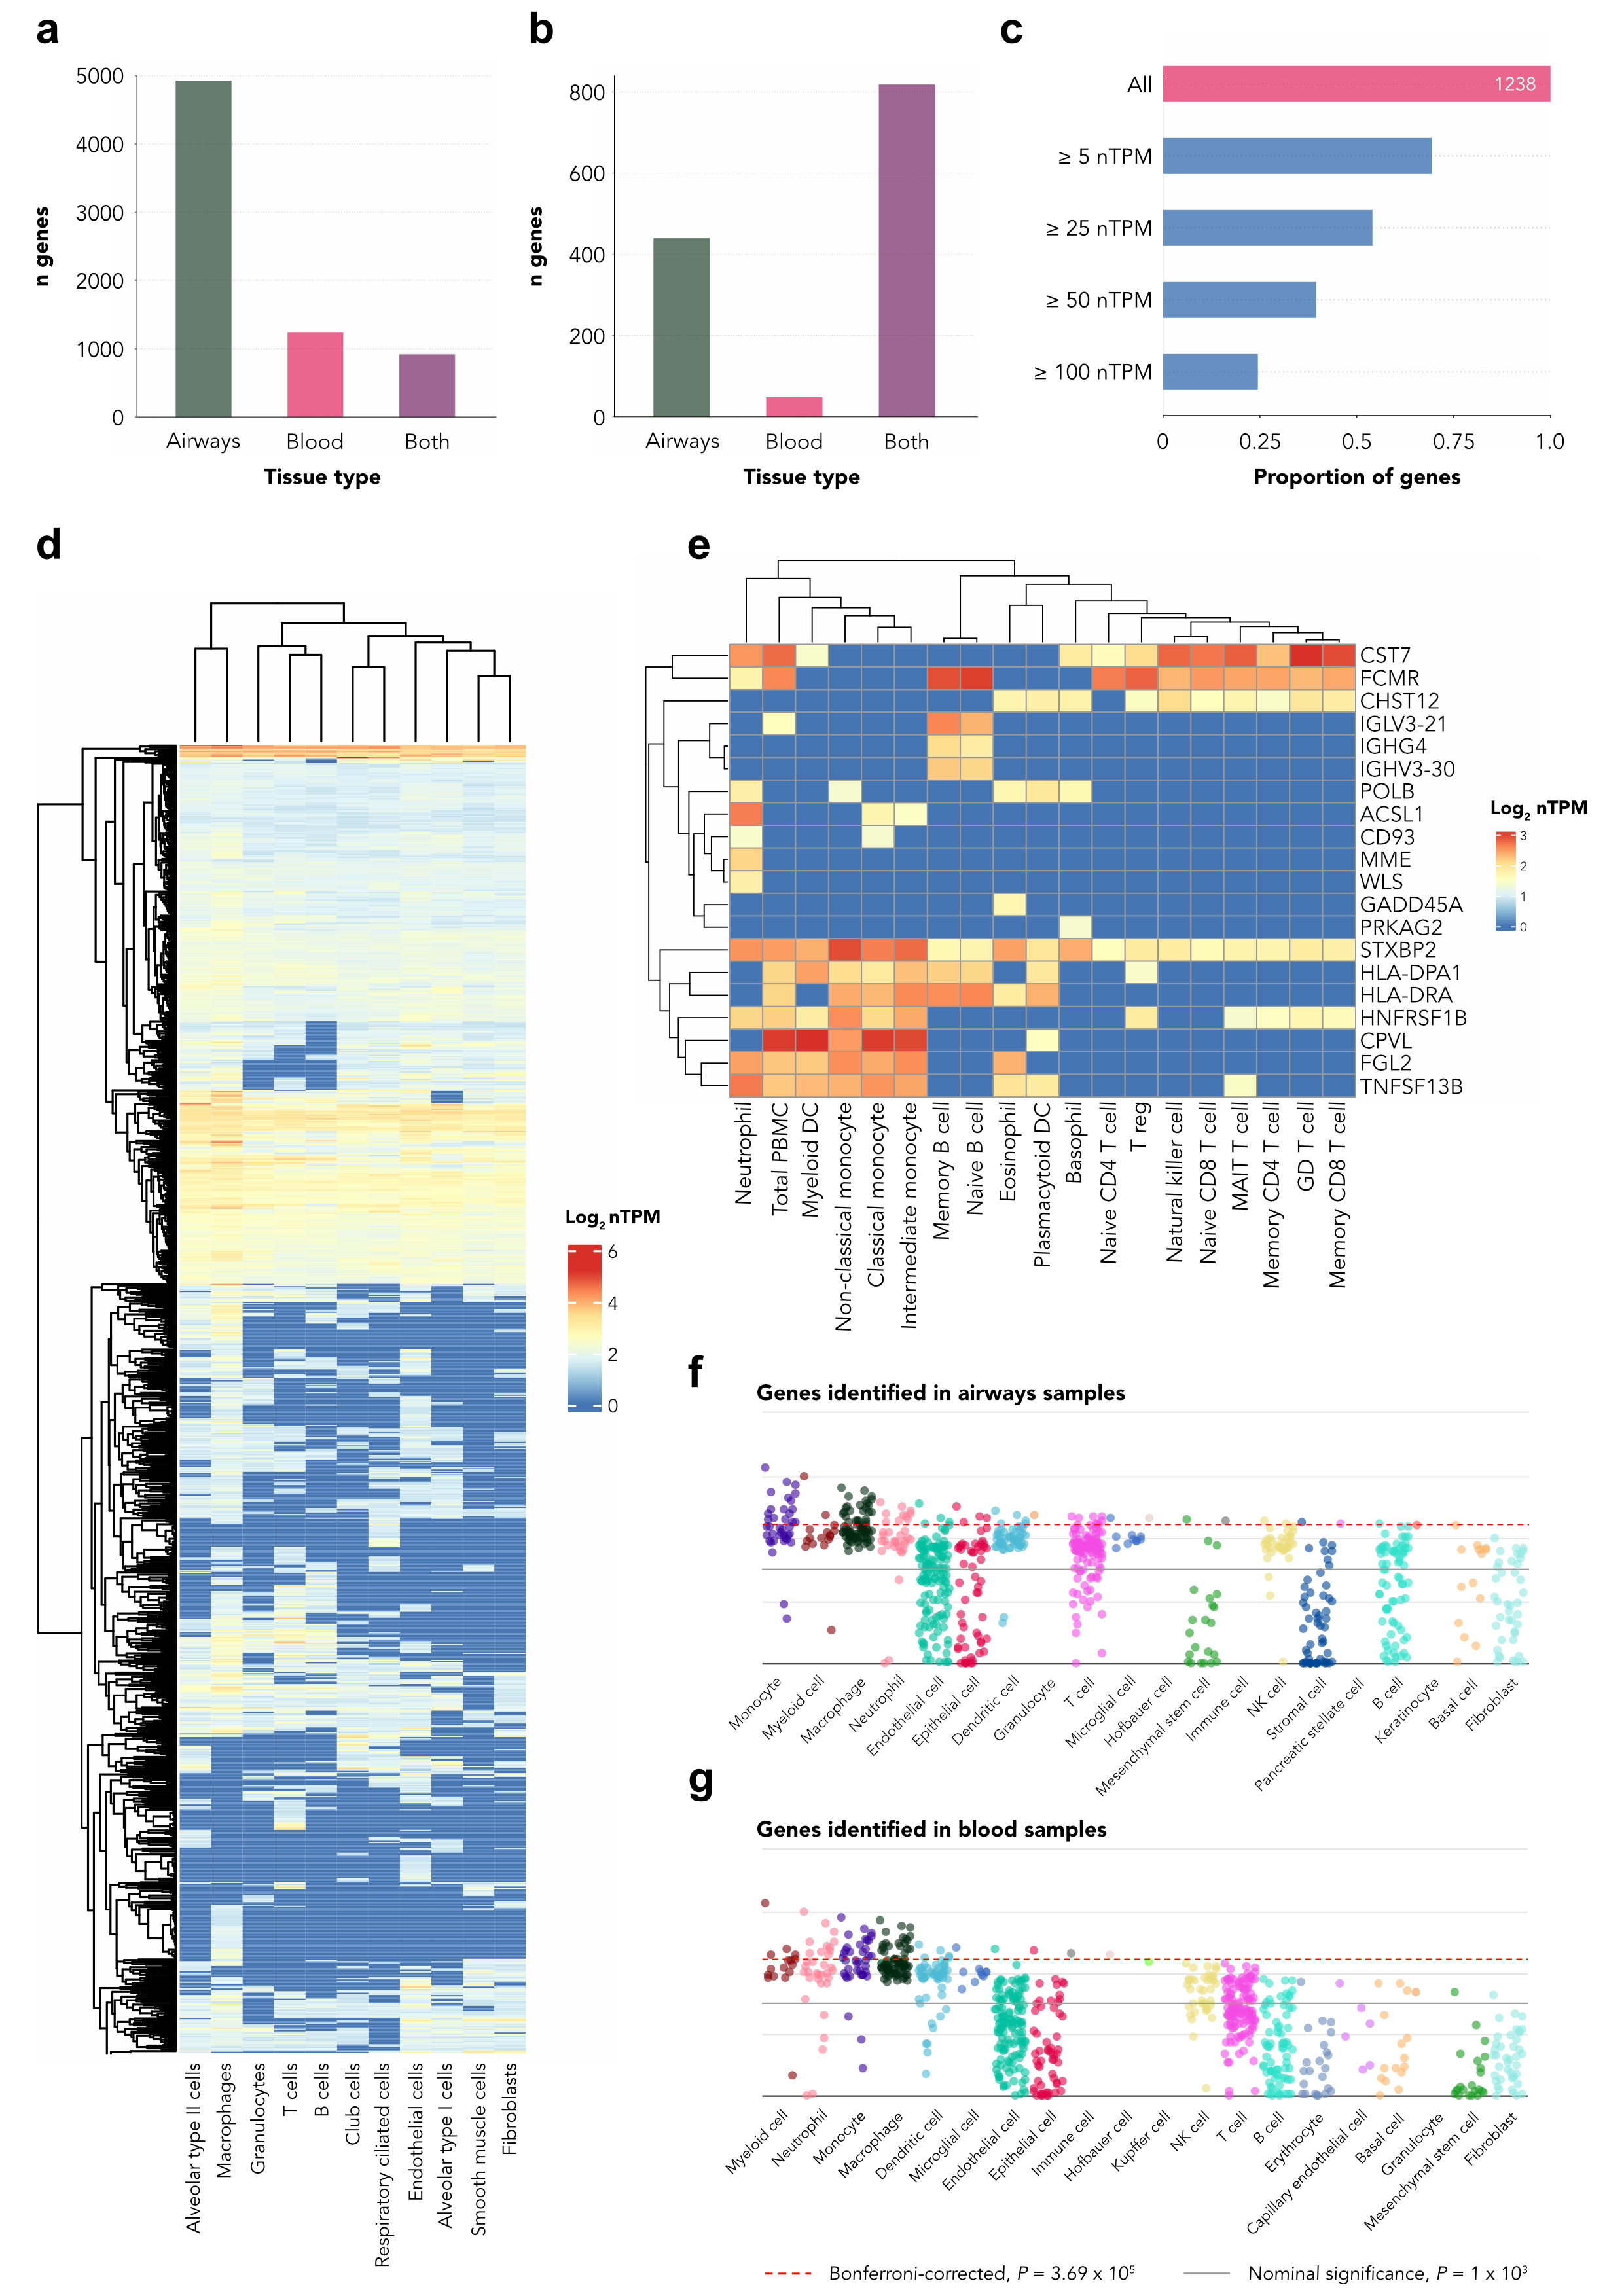 a
b
c
5000
4000
3000
2000
1000
0
n genes
Airways
Blood
Both
Tissue type
800
600
400
200
0
n genes
Airways
Blood
Both
Tissue type
All
1238
≥ 5 nTPM
≥ 25 nTPM
≥ 50 nTPM
≥ 100 nTPM
0
0.25
0.5
0.75
1.0
Proportion of genes
d
Log2 nTPM
6
4
2
0
Alveolar type II cells
Macrophages
Granulocytes
T cells
B cells
Club cells
Respiratory ciliated cells
Endothelial cells
Alveolar type I cells
Smooth muscle cells
Fibroblasts
e
CST7
FCMR
CHST12
IGLV3-21
IGHG4
IGHV3-30
POLB
ACSL1
CD93
MME
WLS
GADD45A
PRKAG2
STXBP2
HLA-DPA1
HLA-DRA
HNFRSF1B
CPVL
FGL2
TNFSF13B
Log2 nTPM
3
2
1
0
Neutrophil
Total PBMC
Myeloid DC
Non-classical monocyte
Classical monocyte
Intermediate monocyte
Memory B cell
Naive B cell
Eosinophil
Plasmacytoid DC
Basophil
Naive CD4 T cell
T reg
Natural killer cell
Naive CD8 T cell
MAIT T cell
Memory CD4 T cell
GD T cell
Memory CD8 T cell
f
Genes identified in airways samples
Monocyte
Myeloid cell
Macrophage
Neutrophil
Endothelial cell
Epithelial cell
Dendritic cell
Granulocyte
T cell
Microglial cell
Hofbauer cell
Mesenchymal stem cell
Immune cell
NK cell
Stromal cell
Pancreatic stellate cell
B cell
Keratinocyte
Basal cell
Fibroblast
g
Genes identified in blood samples
Myeloid cell
Neutrophil
Monocyte
Macrophage
Dendritic cell
Microglial cell
Endothelial cell
Epithelial cell
Immune cell
Hofbauer cell
Kupffer cell
NK cell
T cell
B cell
Erythrocyte
Capillary endothelial cell
Basal cell
Granulocyte
Mesenchymal stem cell
Fibroblast
Bonferroni-corrected, P = 3.69 x 10⁵
Nominal significance, P = 1 x 10³